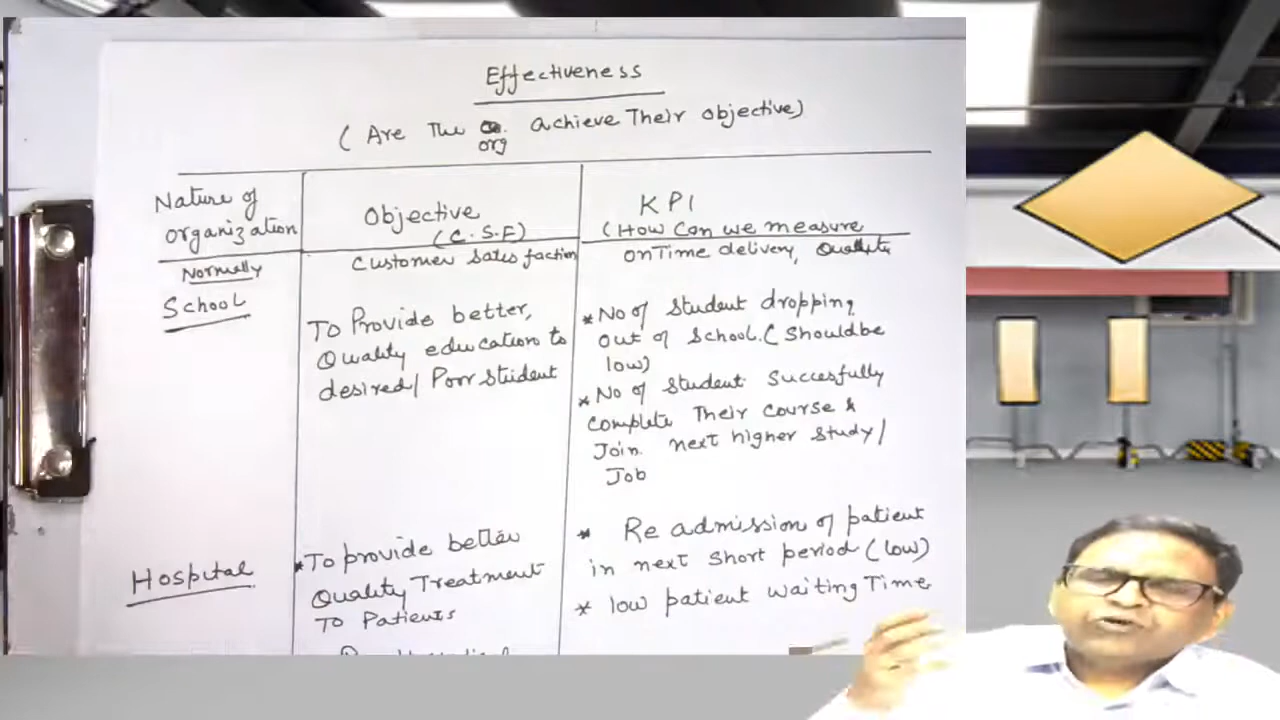 Effectiveness
(Are The org. achieve Their objective)
Nature of
organization
Objective
(C.S.F)
KPI
(How Can we measure
Normally
Customer Satesfaction
onTime delivery, Quality
School
To Provide better,
Quality education to
desired/ Poor Student
* No of Student dropping
out of School. (Should be
low)
* No of Student Succesfully
complete Their course &
Join next higher study/
Job
Hospital
* To provide better
Quality Treatment
To Patients
* Re admission of patient
in next short period (low)
* low patient waiting Time